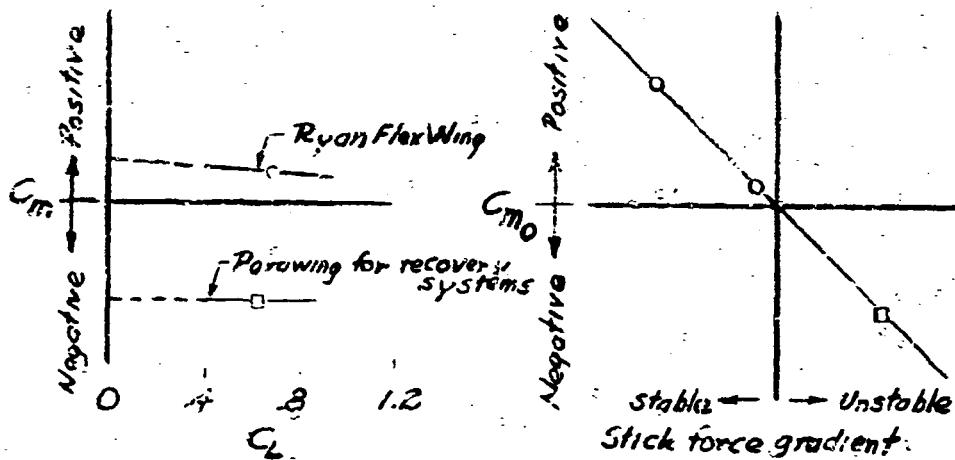 Positive
Ryan Flex Wing
Cm
Parawing for recovery
systems
Negative
0 .4 .8 1.2
CL
Positive
Cmo
Negative
stable
Unstable
Stick force gradient